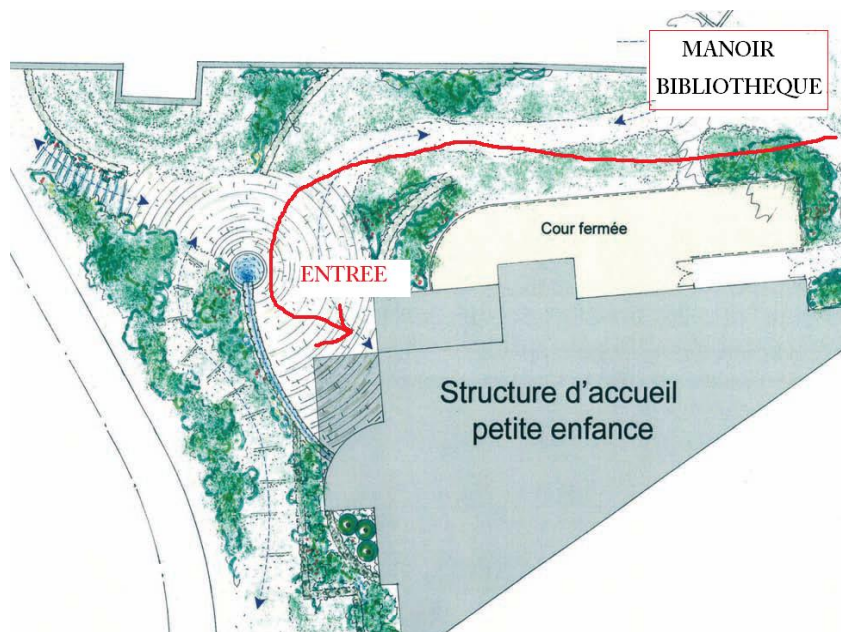 MANOIR
BIBLIOTHEQUE
Cour fermée
ENTREE
Structure d'accueil
petite enfance